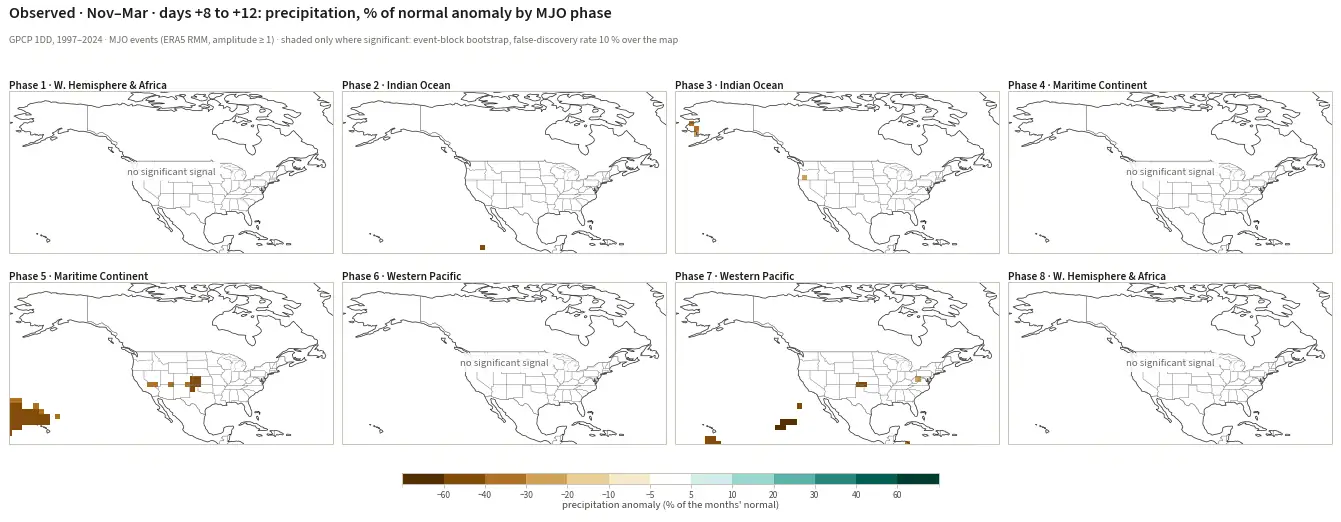 Observed · Nov–Mar · days +8 to +12: precipitation, % of normal anomaly by MJO phase
GPCP 1DD, 1997–2024 · MJO events (ERA5 RMM, amplitude ≥ 1) · shaded only where significant: event-block bootstrap, false-discovery rate 10 % over the map
Phase 1 · W. Hemisphere & Africa
Phase 2 · Indian Ocean
Phase 3 · Indian Ocean
Phase 4 · Maritime Continent
no significant signal
no significant signal
Phase 5 · Maritime Continent
Phase 6 · Western Pacific
Phase 7 · Western Pacific
Phase 8 · W. Hemisphere & Africa
no significant signal
no significant signal
−60 −40 −30 −20 −10 −5 5 10 20 30 40 60
precipitation anomaly (% of the months' normal)